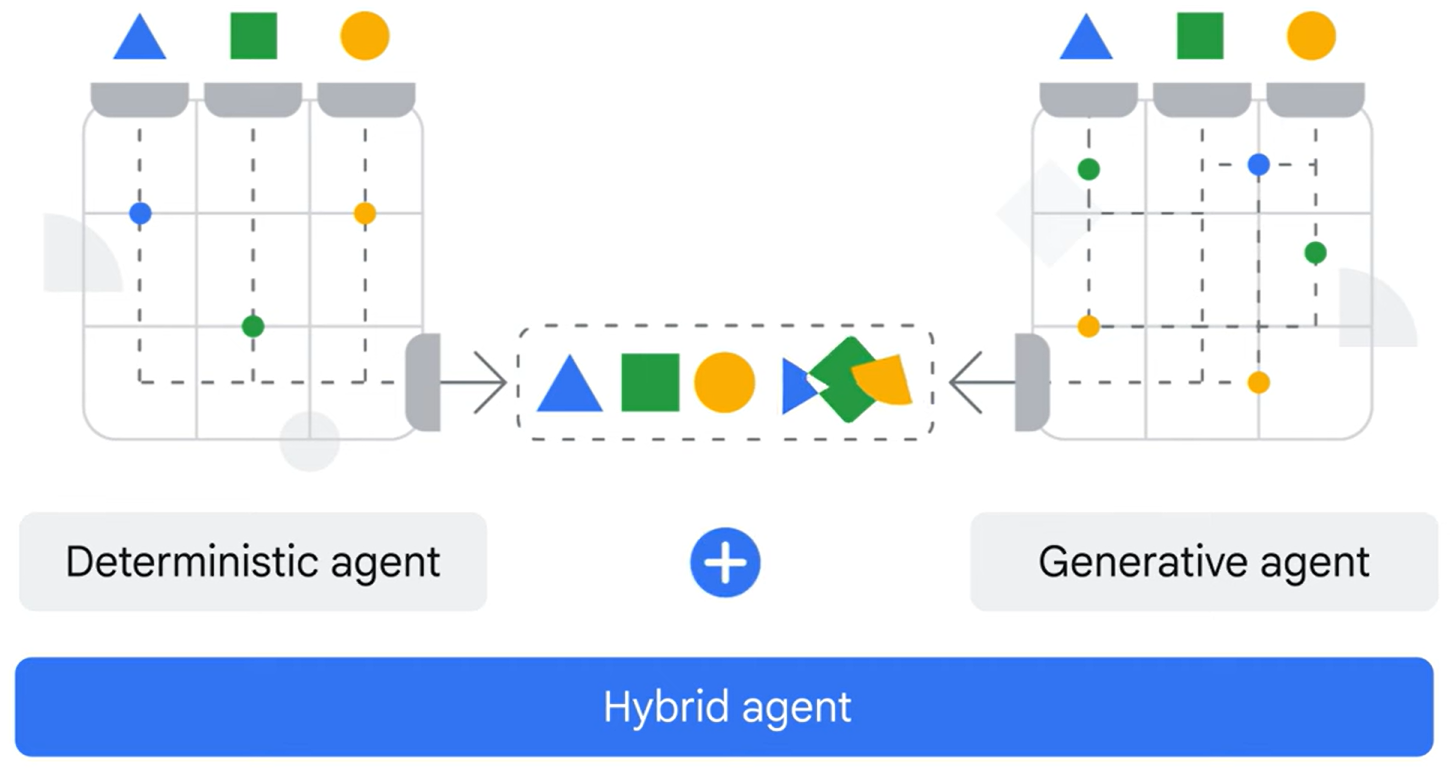 Deterministic agent
Generative agent
Hybrid agent